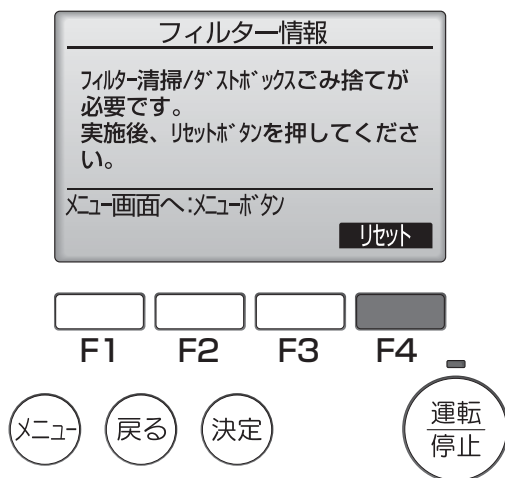 フィルター情報
フィルター清掃/ダストボックスごみ捨てが
必要です。
実施後、リセットボタンを押してくださ
い。
メニュー画面へ:メニューボタン
リセット
F1 F2 F3 F4
メニュー 戻る 決定 運転
停止